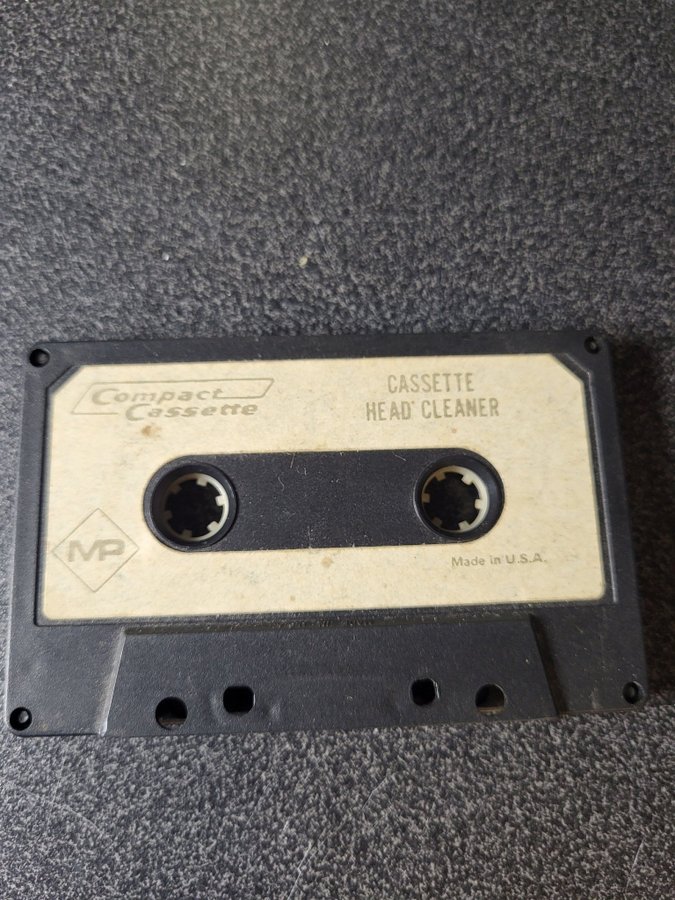 Compact
Cassette
CASSETTE
HEAD CLEANER
MP
Made in U.S.A.